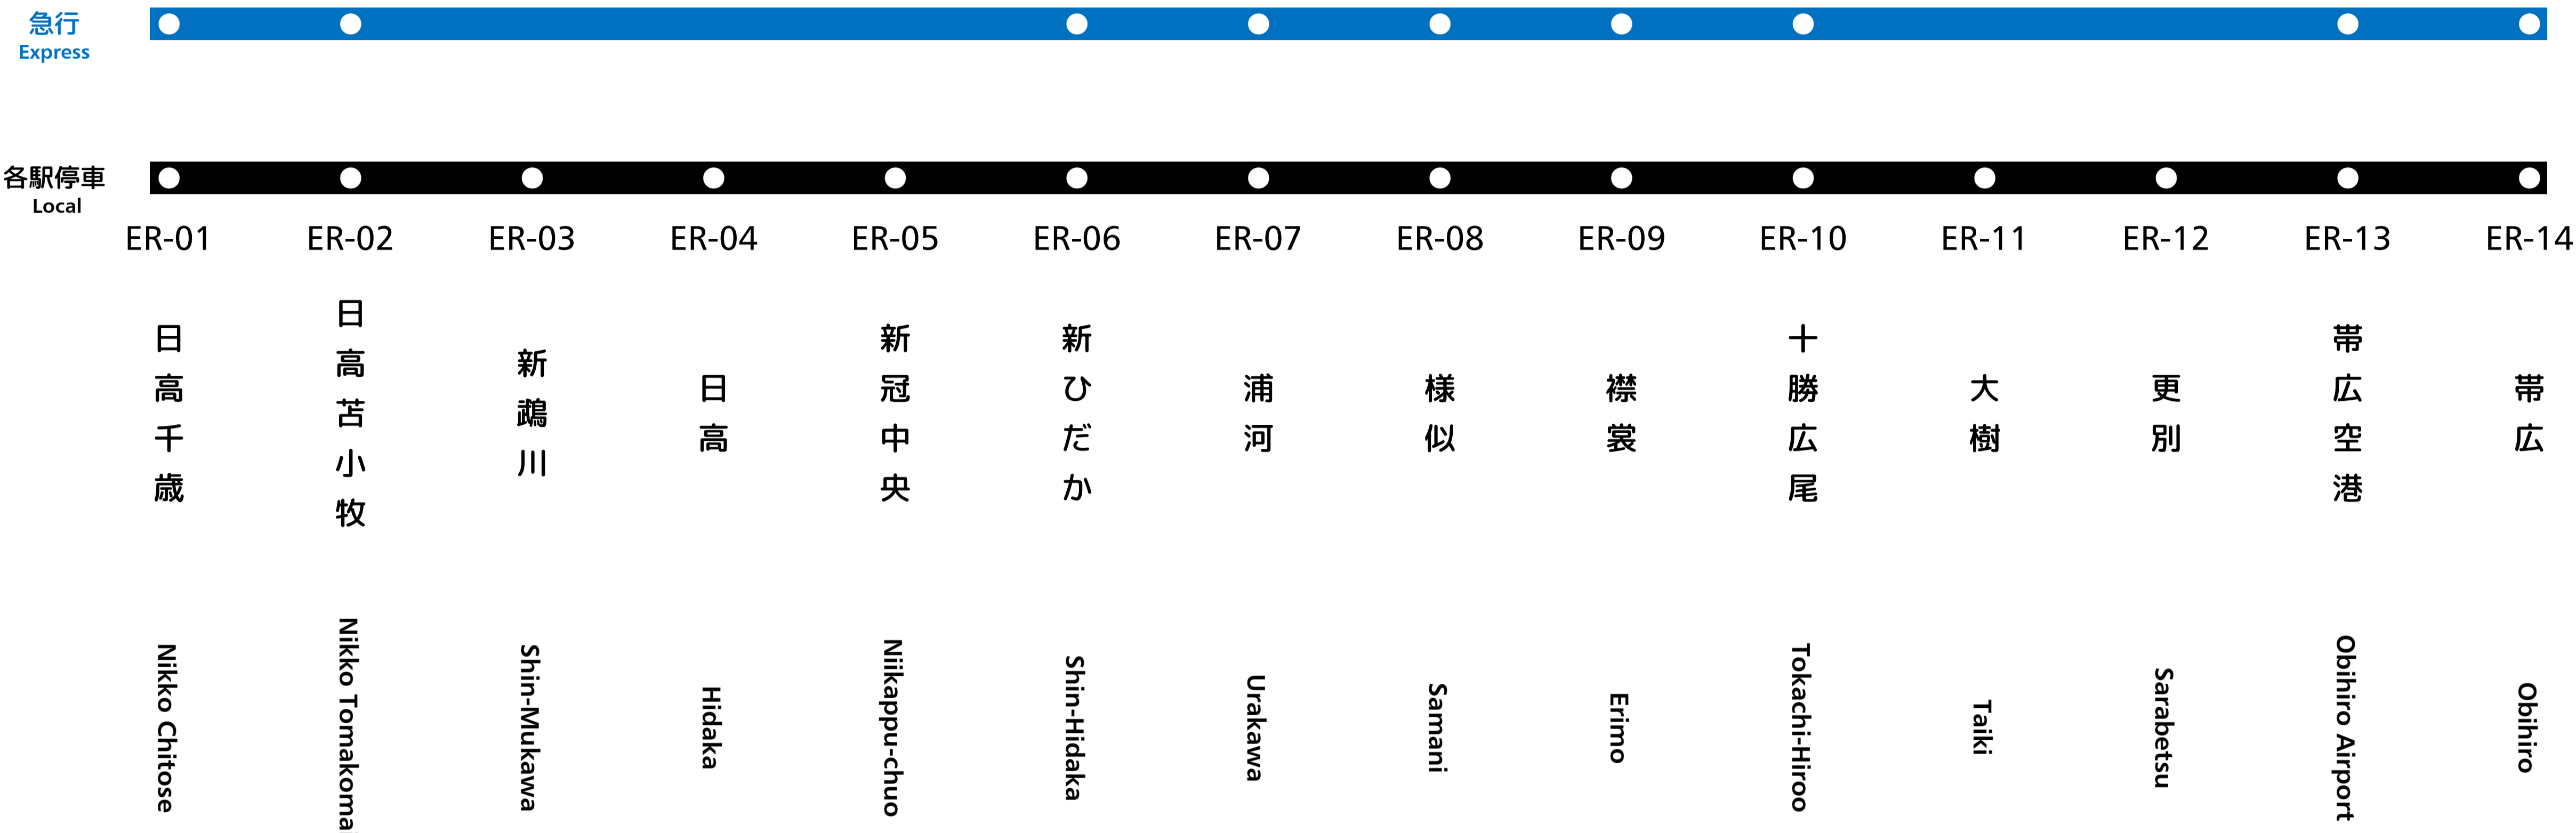 急行
Express
各駅停車
Local
ER-01
ER-02
ER-03
ER-04
ER-05
ER-06
ER-07
ER-08
ER-09
ER-10
ER-11
ER-12
ER-13
ER-14
日高千歳
日高苫小牧
新鵡川
日高
新冠中央
新ひだか
浦河
様似
襟裳
十勝広尾
大樹
更別
帯広空港
帯広
Nikko Chitose
Nikko Tomakoma
Shin-Mukawa
Hidaka
Niikappu-chuo
Shin-Hidaka
Urakawa
Samani
Erimo
Tokachi-Hiroo
Taiki
Sarabetsu
Obihiro Airport
Obihiro